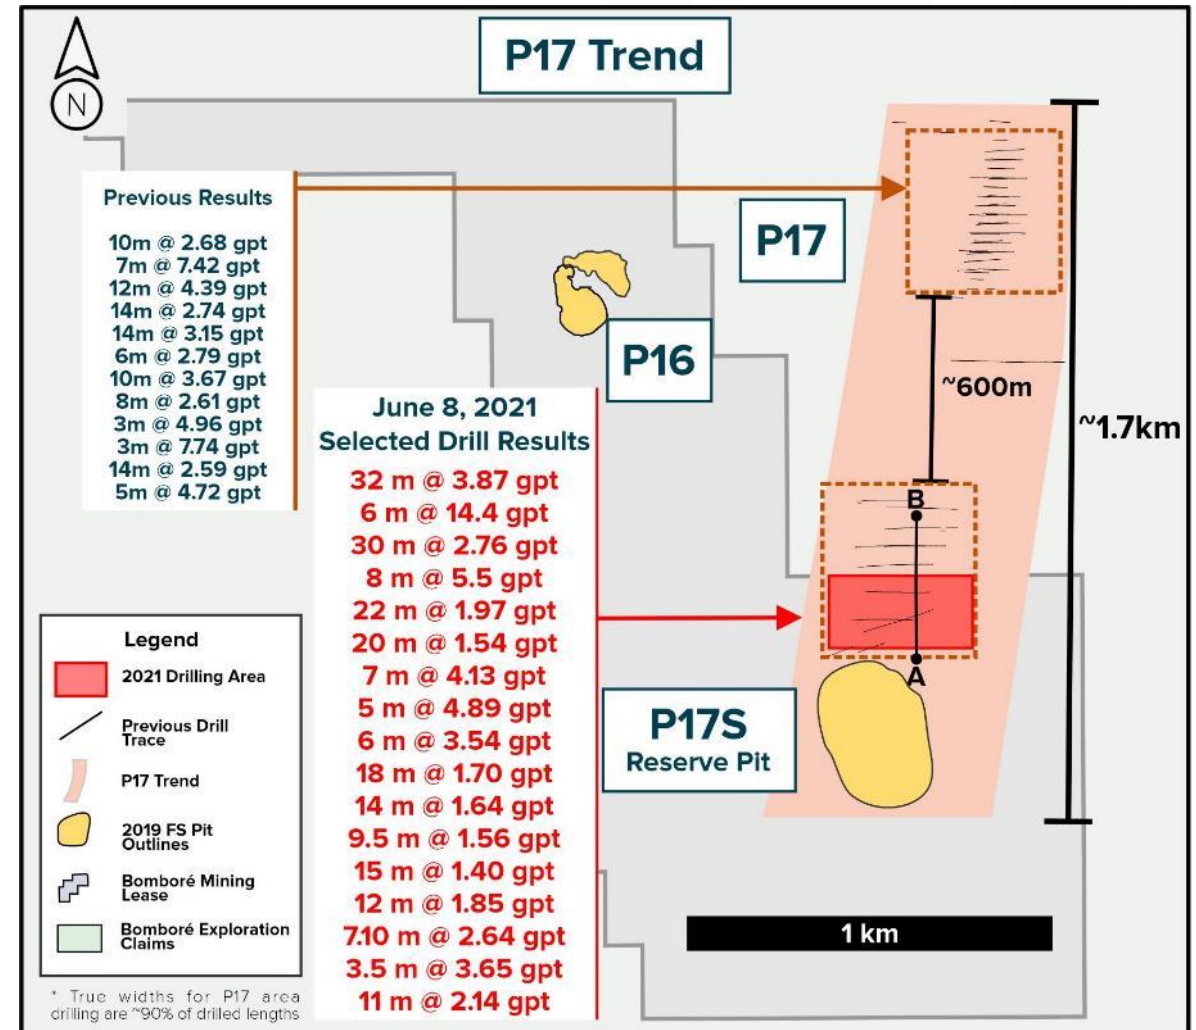 P17 Trend
N
Previous Results
10m @ 2.68 gpt
7m @ 7.42 gpt
12m @ 4.39 gpt
14m @ 2.74 gpt
14m @ 3.15 gpt
6m @ 2.79 gpt
10m @ 3.67 gpt
8m @ 2.61 gpt
3m @ 4.96 gpt
3m @ 7.74 gpt
14m @ 2.59 gpt
5m @ 4.72 gpt
P17
P16
~600m
~1.7km
June 8, 2021
Selected Drill Results
32 m @ 3.87 gpt
6 m @ 14.4 gpt
30 m @ 2.76 gpt
8 m @ 5.5 gpt
22 m @ 1.97 gpt
20 m @ 1.54 gpt
7 m @ 4.13 gpt
5 m @ 4.89 gpt
6 m @ 3.54 gpt
18 m @ 1.70 gpt
14 m @ 1.64 gpt
9.5 m @ 1.56 gpt
15 m @ 1.40 gpt
12 m @ 1.85 gpt
7.10 m @ 2.64 gpt
3.5 m @ 3.65 gpt
11 m @ 2.14 gpt
B
A
P17S
Reserve Pit
Legend
2021 Drilling Area
Previous Drill
Trace
P17 Trend
2019 FS Pit
Outlines
Bomboré Mining
Lease
Bomboré Exploration
Claims
* True widths for P17 area
drilling are ~90% of drilled lengths
1 km